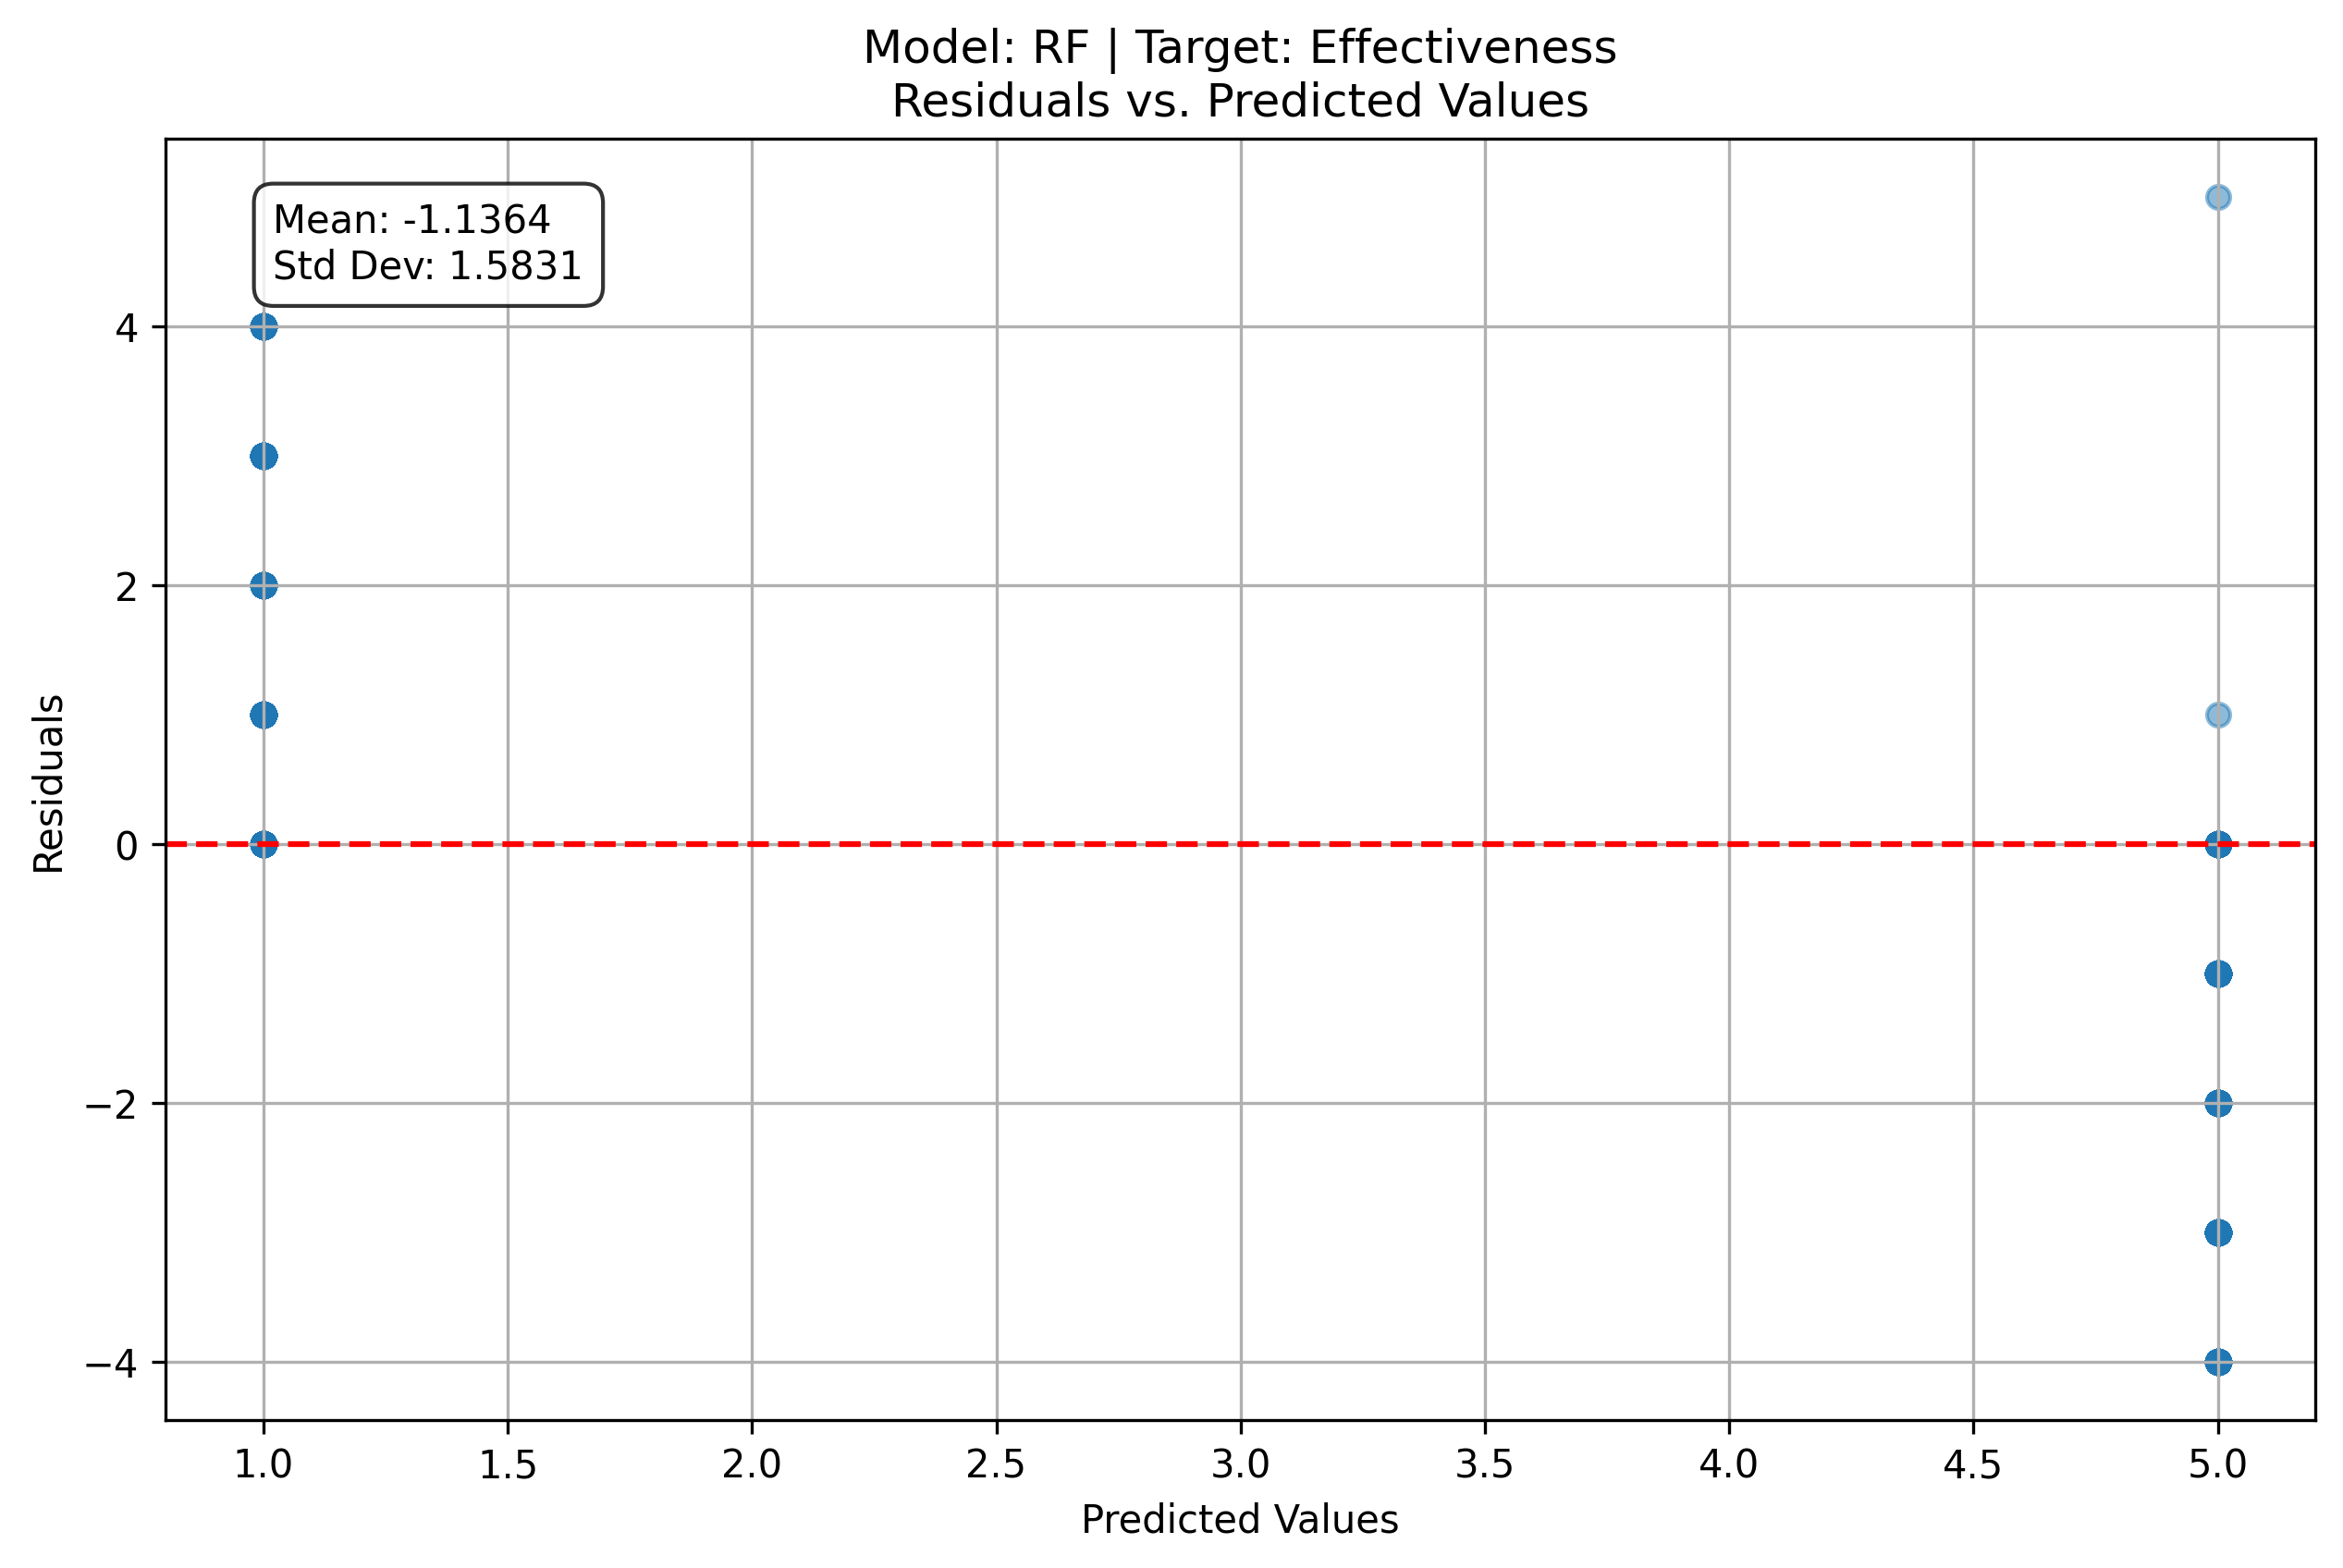 Model: RF | Target: Effectiveness
Residuals vs. Predicted Values
Mean: -1.1364
Std Dev: 1.5831
4
2
0
−2
−4
Residuals
1.0 1.5 2.0 2.5 3.0 3.5 4.0 4.5 5.0
Predicted Values